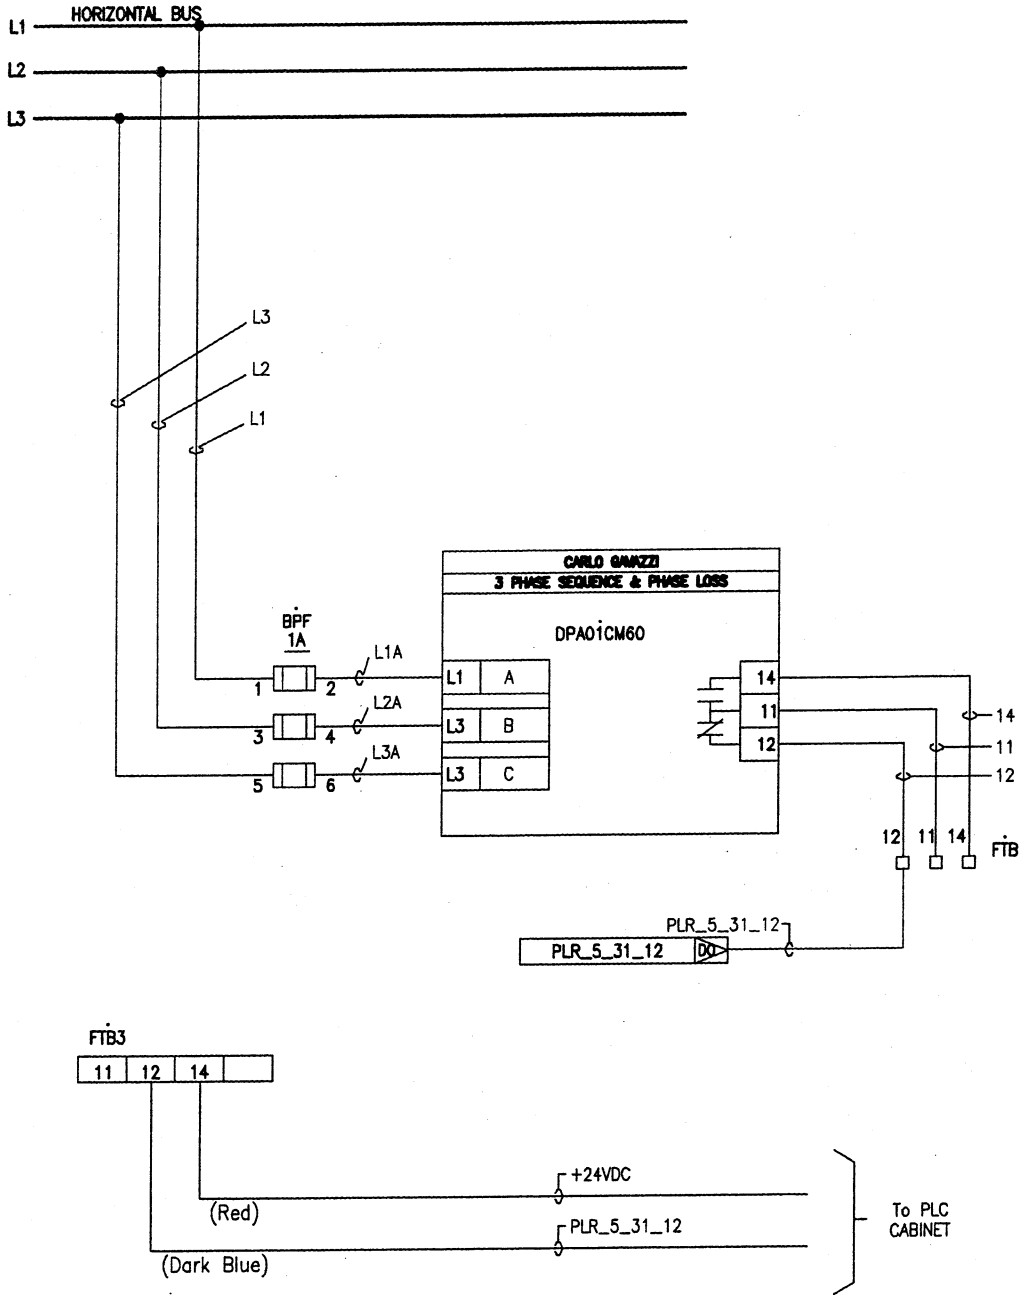 HORIZONTAL BUS
L1
L2
L3
L3
L2
L1
CARLO GAVAZZI
3 PHASE SEQUENCE & PHASE LOSS
DPA01CM60
BPF
1A
1 2 L1A L1 A
3 4 L2A L3 B
5 6 L3A L3 C
14
11
12
14
11
12
12 11 14 FTB
PLR_5_31_12
PLR_5_31_12 DO
FTB3
11 12 14
+24VDC
(Red)
PLR_5_31_12
(Dark Blue)
To PLC
CABINET